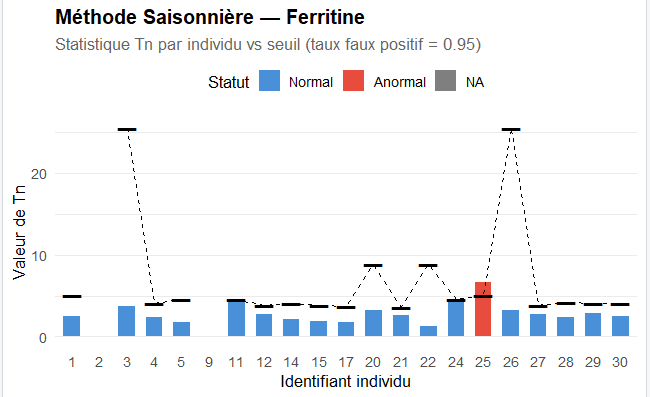 Méthode Saisonnière — Ferritine
Statistique Tn par individu vs seuil (taux faux positif = 0.95)
Statut Normal Anormal NA
Valeur de Tn
20
10
0
1 2 3 4 5 9 11 12 14 15 17 20 21 22 24 25 26 27 28 29 30
Identifiant individu